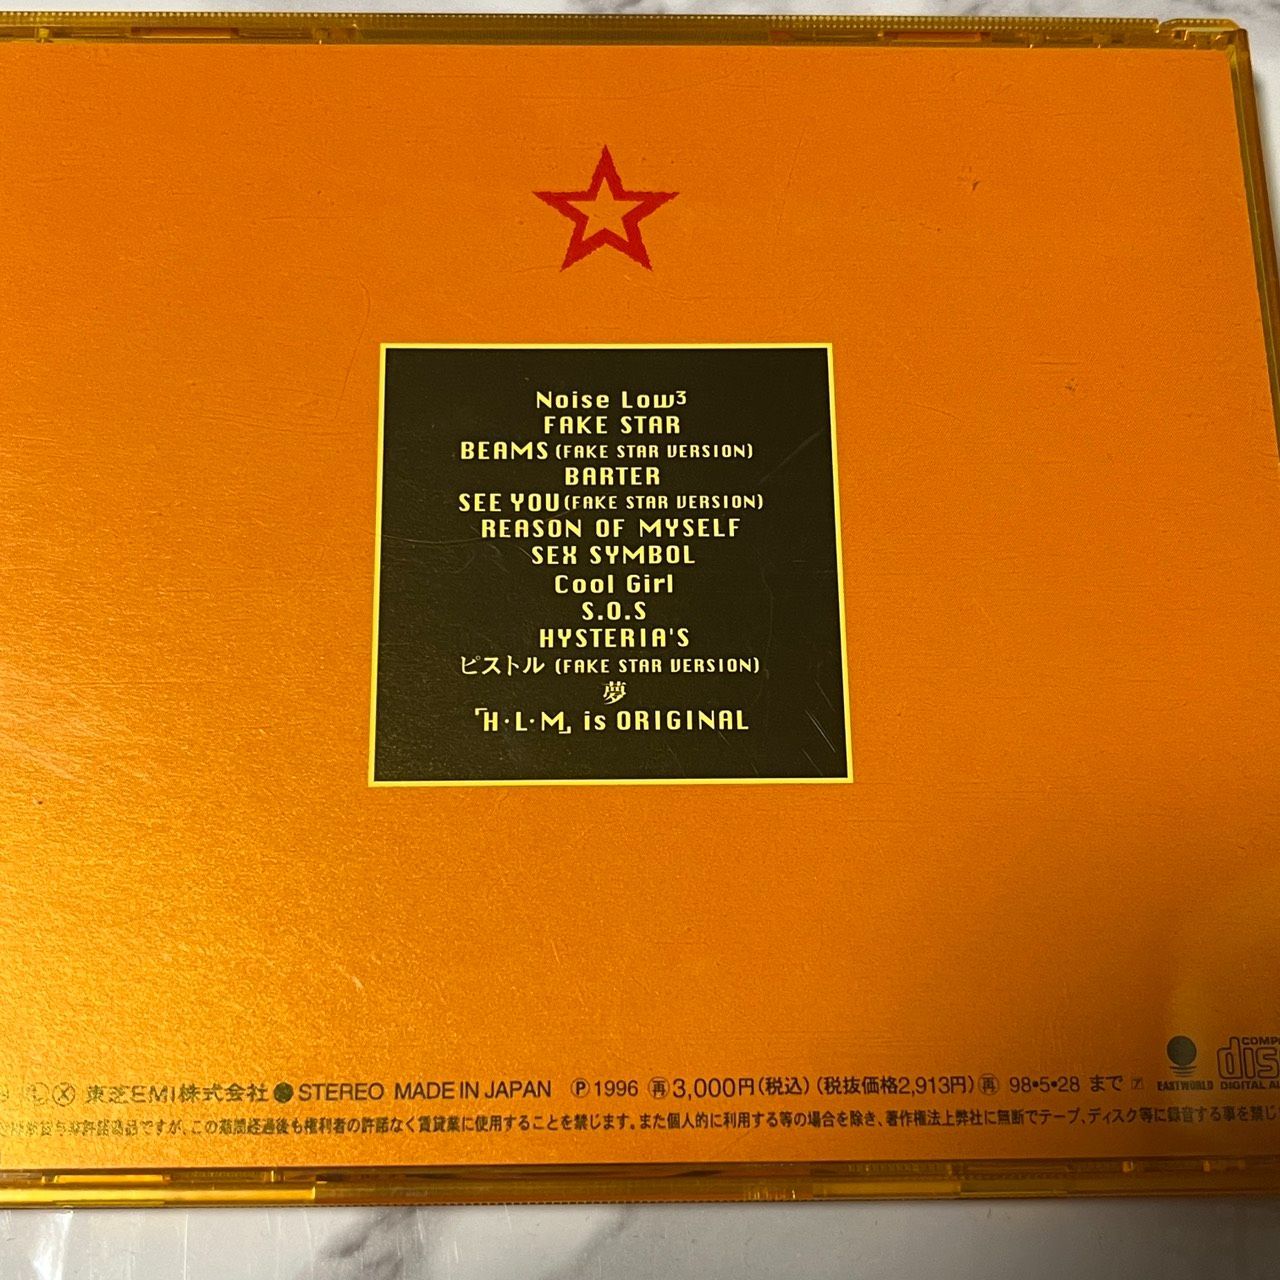 Noise Low³
FAKE STAR
BEAMS (FAKE STAR VERSION)
BARTER
SEE YOU (FAKE STAR VERSION)
REASON OF MYSELF
SEX SYMBOL
Cool Girl
S.O.S
HYSTERIA'S
ピストル (FAKE STAR VERSION)
夢
「H・L・M」 is ORIGINAL
EASTWORLD
DIGITAL
Ⓛ Ⓧ 東芝EMI株式会社 STEREO MADE IN JAPAN Ⓟ 1996 ㊢ 3,000円(税込) (税抜価格2,913円) 98・5・28 まで
ですが、この期間経過後も権利者の許諾なく賃貸業に使用することを禁じます。また個人的に利用する等の場合を除き、著作権法上弊社に無断でテープ、ディスク等に録音する事を禁じ